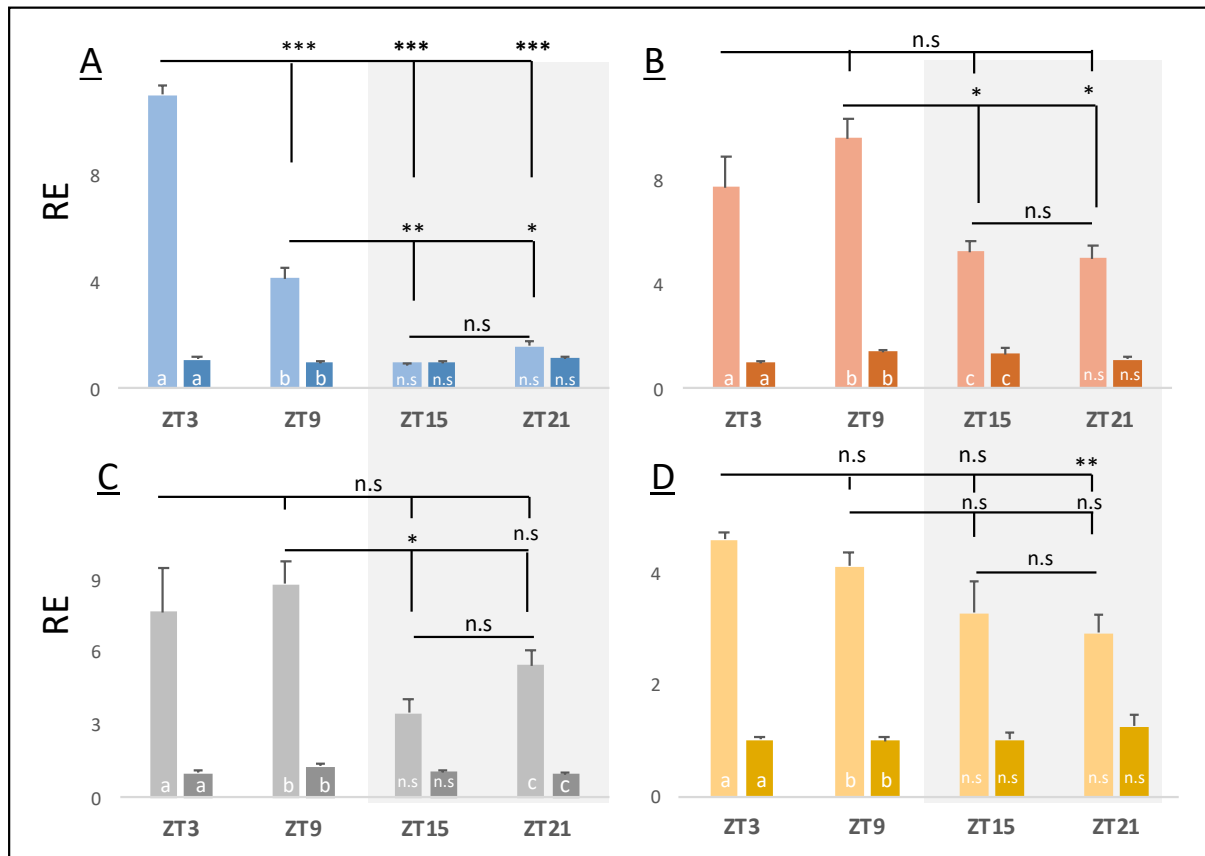 A
*** *** ***
8
RE
** *
4
n.s
a a b b n.s n.s n.s n.s
0
ZT3 ZT9 ZT15 ZT21
B
n.s
* *
8
n.s
4
a a b b c c n.s n.s
0
ZT3 ZT9 ZT15 ZT21
C
n.s
* n.s
9
RE
6
n.s
3
a a b b n.s n.s c c
0
ZT3 ZT9 ZT15 ZT21
D
n.s n.s **
n.s n.s
4
n.s
2
a a b b n.s n.s n.s n.s
0
ZT3 ZT9 ZT15 ZT21